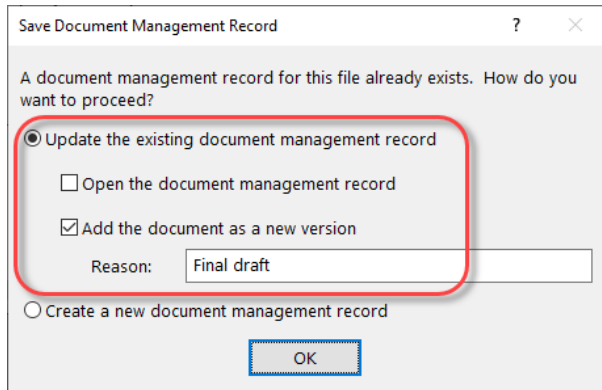 Save Document Management Record ?
A document management record for this file already exists. How do you
want to proceed?
Update the existing document management record
Open the document management record
Add the document as a new version
Reason: Final draft
Create a new document management record
OK